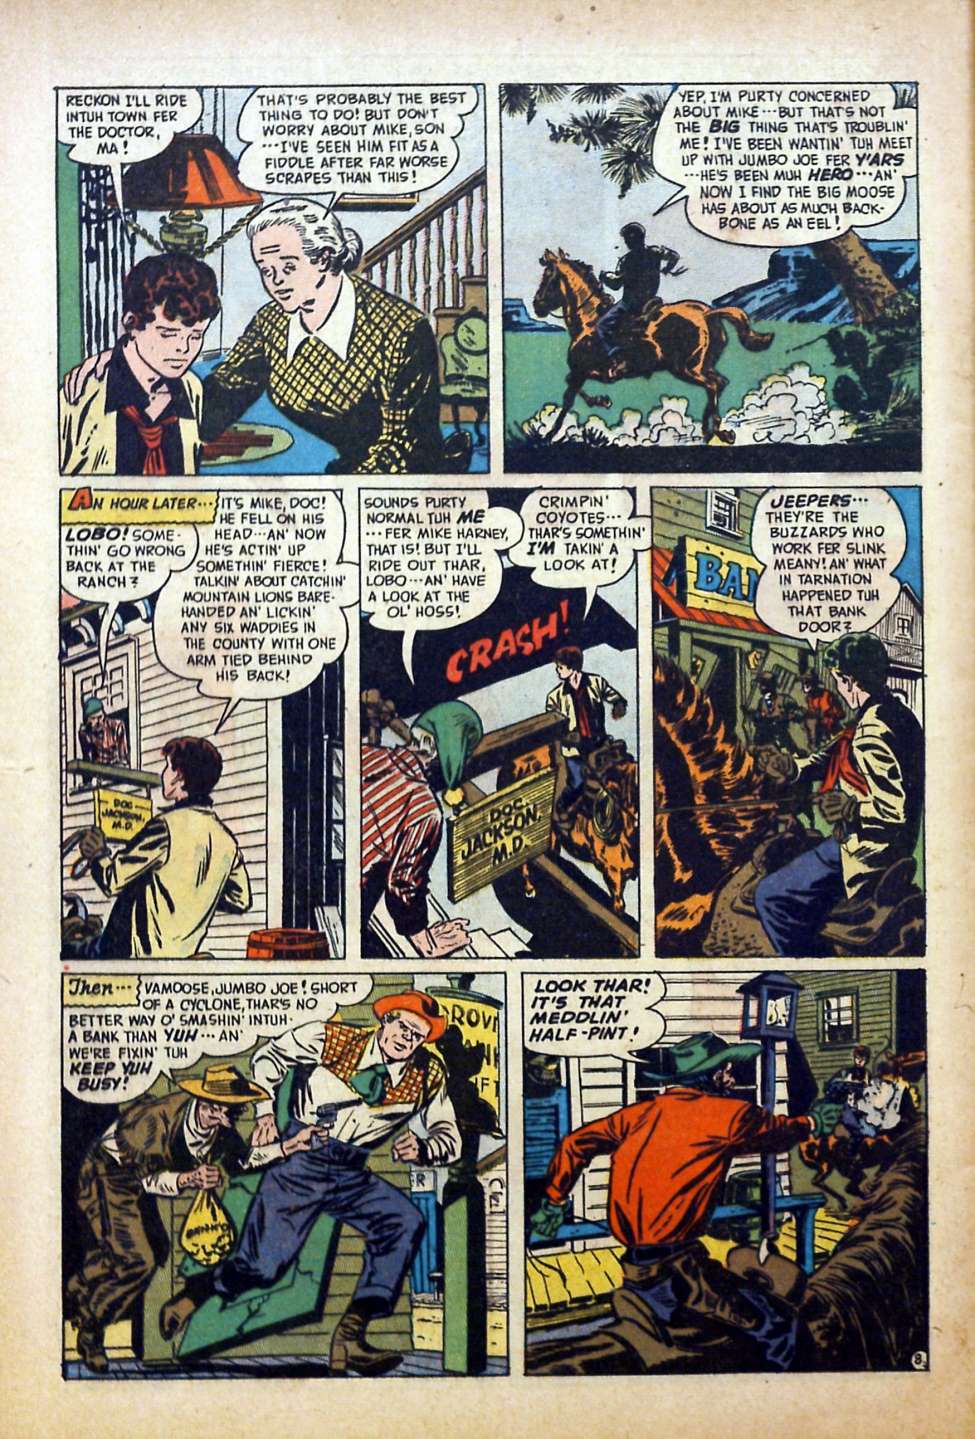 RECKON I'LL RIDE
INTUH TOWN FER
THE DOCTOR,
MA!
THAT'S PROBABLY THE BEST
THING TO DO! BUT DON'T
WORRY ABOUT MIKE, SON
...I'VE SEEN HIM FIT AS A
FIDDLE AFTER FAR WORSE
SCRAPES THAN THIS!
YEP, I'M PURTY CONCERNED
ABOUT MIKE...BUT THAT'S NOT
THE BIG THING THAT'S TROUBLIN'
ME! I'VE BEEN WANTIN' TUH MEET
UP WITH JUMBO JOE FER Y'ARS
...HE'S BEEN MUH HERO...AN'
NOW I FIND THE BIG MOOSE
HAS ABOUT AS MUCH BACK-
BONE AS AN EEL!
AN HOUR LATER...
LOBO! SOME-
THIN' GO WRONG
BACK AT THE
RANCH?
IT'S MIKE, DOC!
HE FELL ON HIS
HEAD...AN' NOW
HE'S ACTIN' UP
SOMETHIN' FIERCE!
TALKIN' ABOUT CATCHIN'
MOUNTAIN LIONS BARE-
HANDED AN' LICKIN'
ANY SIX WADDIES IN
THE COUNTY WITH ONE
ARM TIED BEHIND
HIS BACK!
DOC
JACKSON,
M.D.
SOUNDS PURTY
NORMAL TUH ME
...FER MIKE HARNEY,
THAT IS! BUT I'LL
RIDE OUT THAR,
LOBO...AN' HAVE
A LOOK AT THE
OL' HOSS!
CRIMPIN'
COYOTES...
THAR'S SOMETHIN'
I'M TAKIN' A
LOOK AT!
CRASH!
DOC
JACKSON,
M.D.
JEEPERS...
THEY'RE THE
BUZZARDS WHO
WORK FER SLINK
MEANY! AN' WHAT
IN TARNATION
HAPPENED TUH
THAT BANK
DOOR?
BAN
Then...
VAMOOSE, JUMBO JOE! SHORT
OF A CYCLONE, THAR'S NO
BETTER WAY O' SMASHIN' INTUH
A BANK THAN YUH...AN'
WE'RE FIXIN' TUH
KEEP YUH
BUSY!
LOOK THAR!
IT'S THAT
MEDDLIN'
HALF-PINT!
8